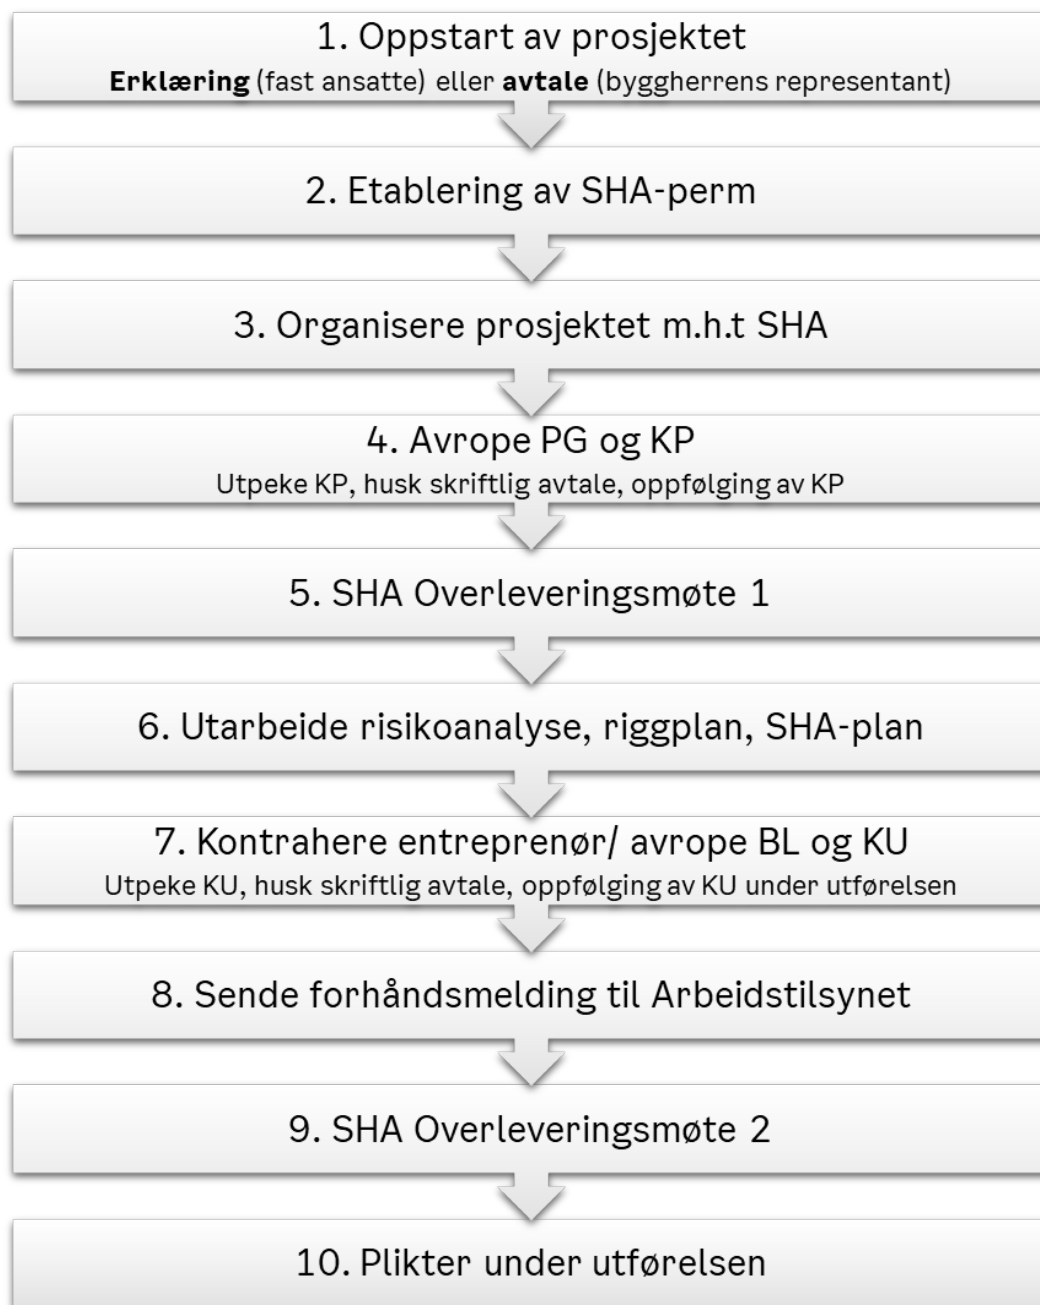 1. Oppstart av prosjektet
Erklæring (fast ansatte) eller avtale (byggherrens representant)
2. Etablering av SHA-perm
3. Organisere prosjektet m.h.t SHA
4. Avrope PG og KP
Utpeke KP, husk skriftlig avtale, oppfølging av KP
5. SHA Overleveringsmøte 1
6. Utarbeide risikoanalyse, riggplan, SHA-plan
7. Kontrahere entreprenør/ avrope BL og KU
Utpeke KU, husk skriftlig avtale, oppfølging av KU under utførelsen
8. Sende forhåndsmelding til Arbeidstilsynet
9. SHA Overleveringsmøte 2
10. Plikter under utførelsen